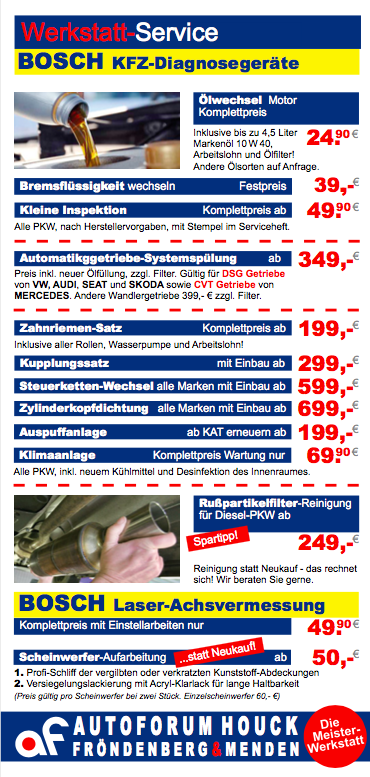 Werkstatt-Service
BOSCH KFZ-Diagnosegeräte
Ölwechsel Motor
Komplettpreis
Inklusive bis zu 4,5 Liter
Markenöl 10 W 40,
Arbeitslohn und Ölfilter!
Andere Ölsorten auf Anfrage.
24.90 €
Bremsflüssigkeit wechseln Festpreis 39,-€
Kleine Inspektion Komplettpreis ab 49.90 €
Alle PKW, nach Herstellervorgaben, mit Stempel im Serviceheft.
Automatikggetriebe-Systemspülung ab 349,-€
Preis inkl. neuer Ölfüllung, zzgl. Filter. Gültig für DSG Getriebe
von VW, AUDI, SEAT und SKODA sowie CVT Getriebe von
MERCEDES. Andere Wandlergetriebe 399,- € zzgl. Filter.
Zahnriemen-Satz Komplettpreis ab 199,-€
Inklusive aller Rollen, Wasserpumpe und Arbeitslohn!
Kupplungssatz mit Einbau ab 299,-€
Steuerketten-Wechsel alle Marken mit Einbau ab 599,-€
Zylinderkopfdichtung alle Marken mit Einbau ab 699,-€
Auspuffanlage ab KAT erneuern ab 199,-€
Klimaanlage Komplettpreis Wartung nur 69.90 €
Alle PKW, inkl. neuem Kühlmittel und Desinfektion des Innenraumes.
Rußpartikelfilter-Reinigung
für Diesel-PKW ab
Spartipp!
249,-€
Reinigung statt Neukauf - das rechnet
sich! Wir beraten Sie gerne.
BOSCH Laser-Achsvermessung
Komplettpreis mit Einstellarbeiten nur 49.90 €
Scheinwerfer-Aufarbeitung ...statt Neukauf! ab 50,-€
1. Profi-Schliff der vergilbten oder verkratzten Kunststoff-Abdeckungen
2. Versiegelungslackierung mit Acryl-Klarlack für lange Haltbarkeit
(Preis gültig pro Scheinwerfer bei zwei Stück. Einzelscheinwerfer 60,- €)
af AUTOFORUM HOUCK
FRÖNDENBERG & MENDEN
Die
Meister-
Werkstatt